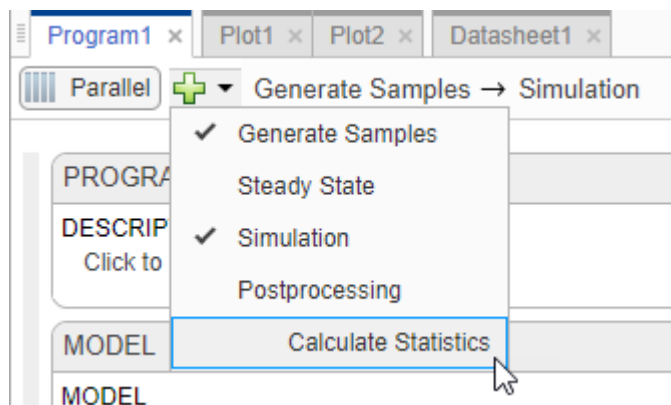 Program1 × Plot1 × Plot2 × Datasheet1 ×
Parallel Generate Samples → Simulation
Generate Samples
PROGRA
Steady State
DESCRIP
Simulation
Click to
Postprocessing
MODEL
Calculate Statistics
MODEL